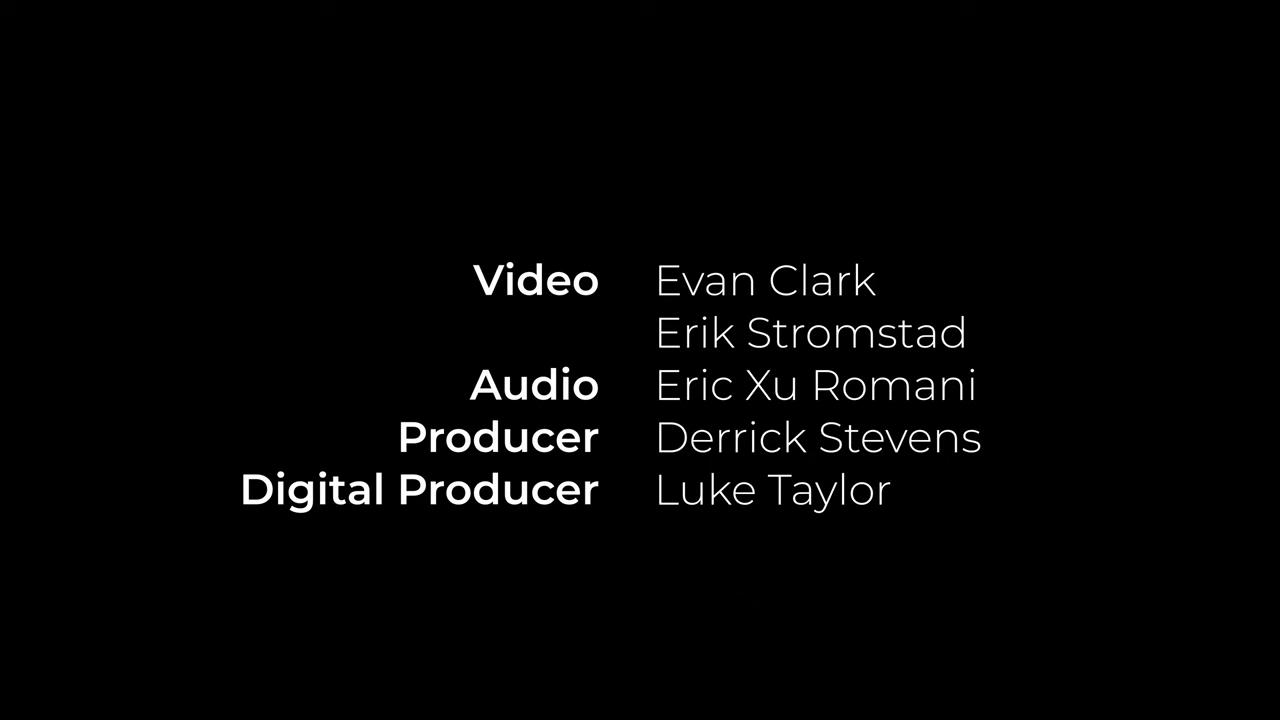 Video Evan Clark
Erik Stromstad
Audio Eric Xu Romani
Producer Derrick Stevens
Digital Producer Luke Taylor